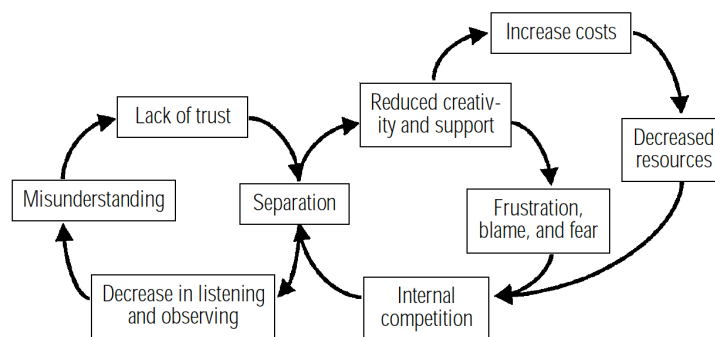 Increase costs
Lack of trust
Reduced creativ-
ity and support
Decreased
resources
Misunderstanding
Separation
Frustration,
blame, and fear
Decrease in listening
and observing
Internal
competition